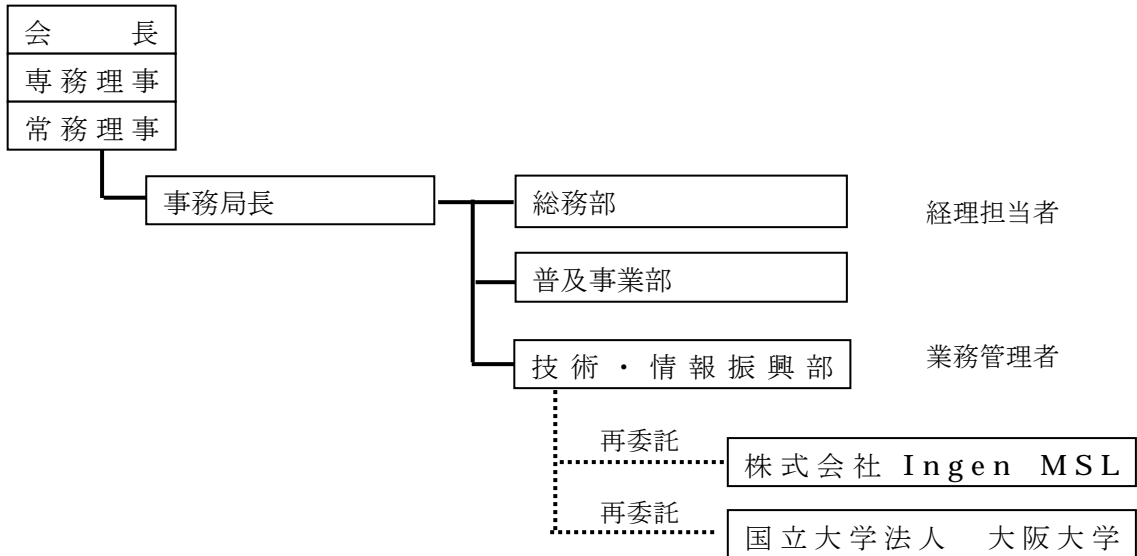 会長
専務理事
常務理事
事務局長
総務部
経理担当者
普及事業部
技術・情報振興部
業務管理者
再委託
株式会社 Ingen MSL
再委託
国立大学法人 大阪大学